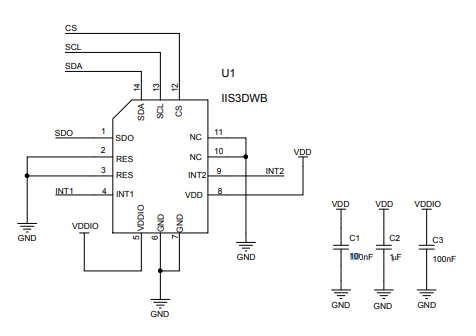 CS
SCL
SDA
U1
IIS3DWB
14
13
12
SDA
SCL
CS
SDO
1
SDO
NC
11
2
RES
NC
10
VDD
3
RES
INT2
9
INT2
INT1
4
INT1
VDD
8
VDDIO
VDDIO
GND
GND
5
6
7
GND
GND
GND
VDD
VDD
VDDIO
C1
C2
C3
100nF
1µF
100nF
GND
GND
GND